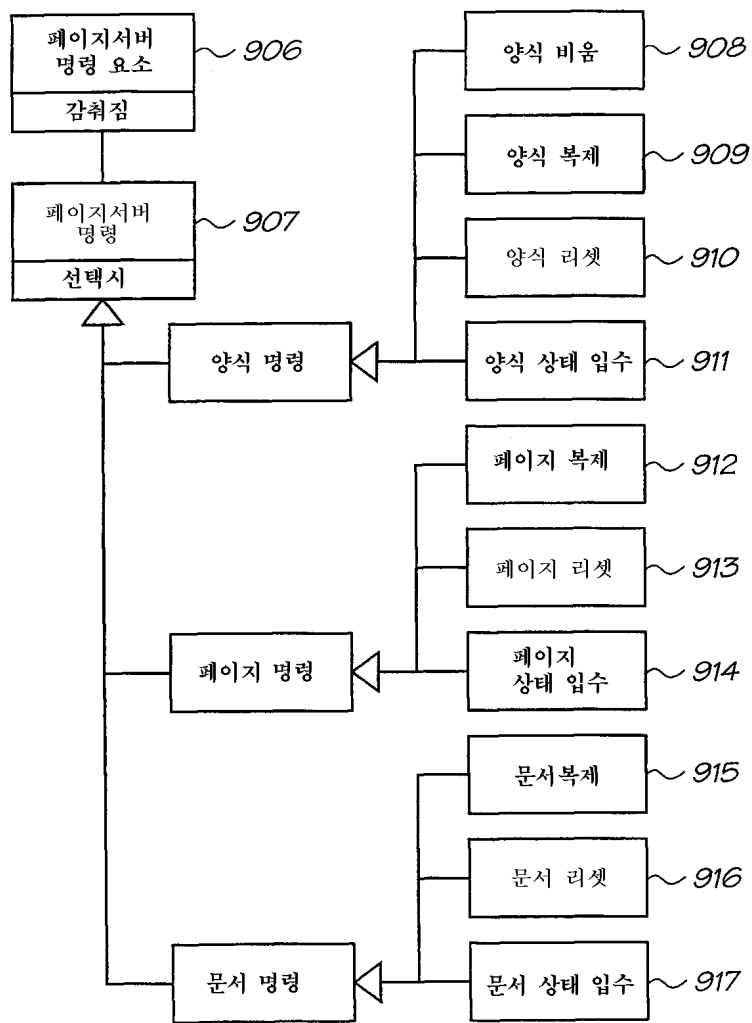 페이지서버
명령 요소
906
감춰짐
페이지서버
명령
907
선택시
양식 명령
양식 비움
908
양식 복제
909
양식 리셋
910
양식 상태 입수
911
페이지 명령
페이지 복제
912
페이지 리셋
913
페이지
상태 입수
914
문서 명령
문서복제
915
문서 리셋
916
문서 상태 입수
917